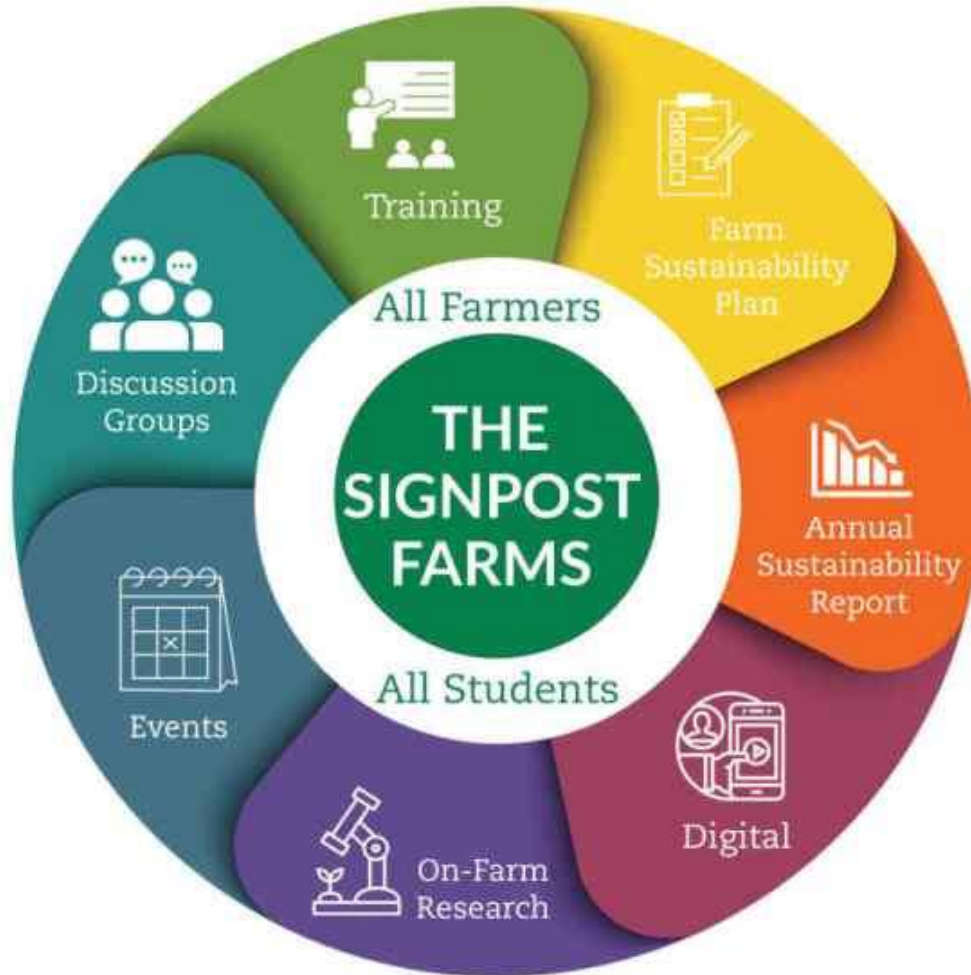 Training
Farm
Sustainability
Plan
Annual
Sustainability
Report
Digital
On-Farm
Research
Events
Discussion
Groups
All Farmers
THE
SIGNPOST
FARMS
All Students